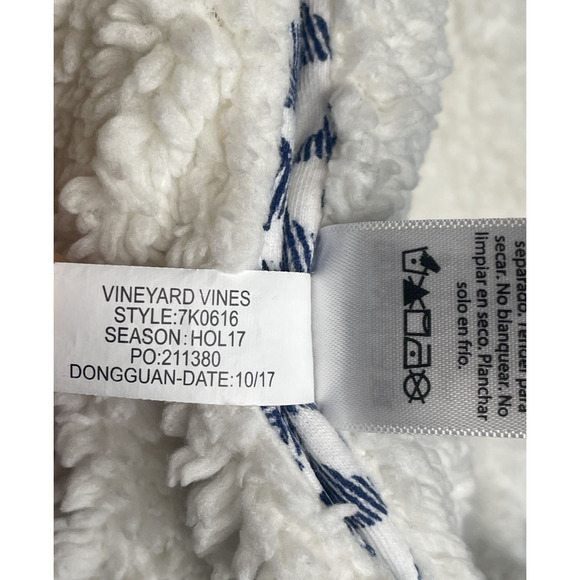 VINEYARD VINES
STYLE:7K0616
SEASON:HOL17
PO:211380
DONGGUAN-DATE:10/17
separado. Tender para
secar. No blanquear. No
limpiar en seco. Planchar
solo en frío.